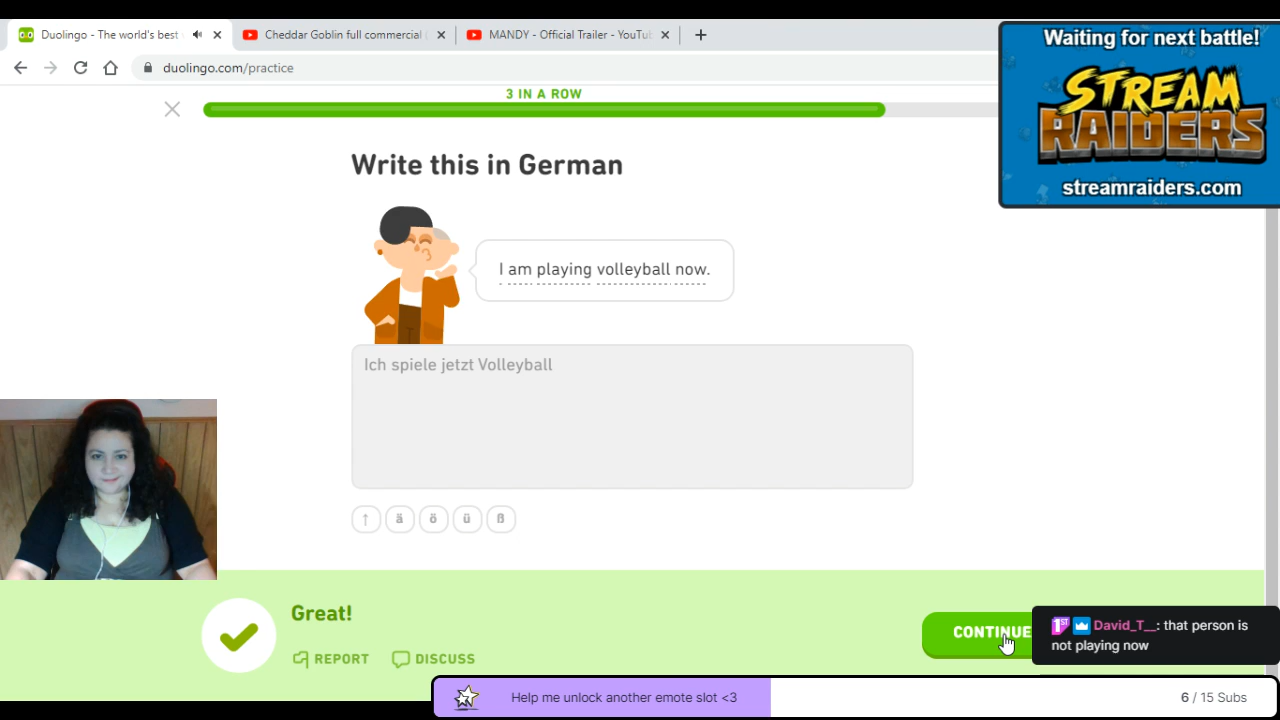 Duolingo - The world's best
Cheddar Goblin full commercial
MANDY - Official Trailer - YouTu
duolingo.com/practice
Waiting for next battle!
STREAM
RAIDERS
streamraiders.com
3 IN A ROW
Write this in German
I am playing volleyball now.
Ich spiele jetzt Volleyball
↑ ä ö ü ß
Great!
REPORT DISCUSS
CONTINUE
1ST David_T__: that person is
not playing now
Help me unlock another emote slot <3
6 / 15 Subs